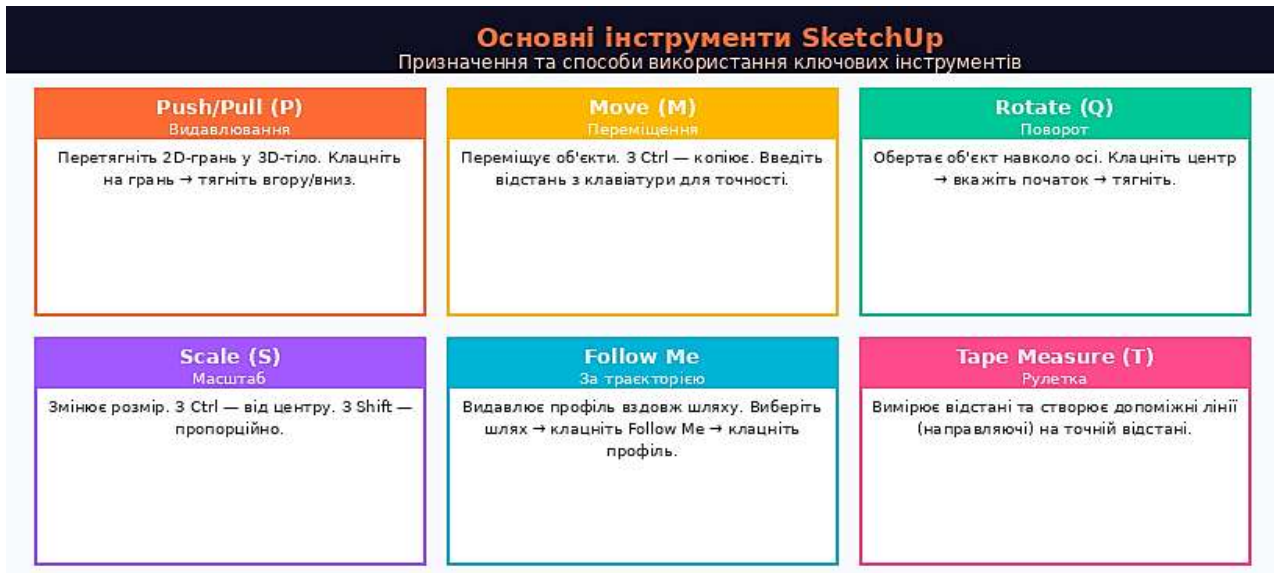 Основні інструменти SketchUp
Призначення та способи використання ключових інструментів
Push/Pull (P)
Видавлювання
Перетягніть 2D-грань у 3D-тіло. Клацніть
на грань → тягніть вгору/вниз.
Move (M)
Переміщення
Переміщує об'єкти. З Ctrl — копіює. Введіть
відстань з клавіатури для точності.
Rotate (Q)
Поворот
Обертає об'єкт навколо осі. Клацніть центр
→ вкажіть початок → тягніть.
Scale (S)
Масштаб
Змінює розмір. З Ctrl — від центру. З Shift —
пропорційно.
Follow Me
За траєкторією
Видавлює профіль вздовж шляху. Виберіть
шлях → клацніть Follow Me → клацніть
профіль.
Tape Measure (T)
Рулетка
Вимірює відстані та створює допоміжні лінії
(направляючі) на точній відстані.